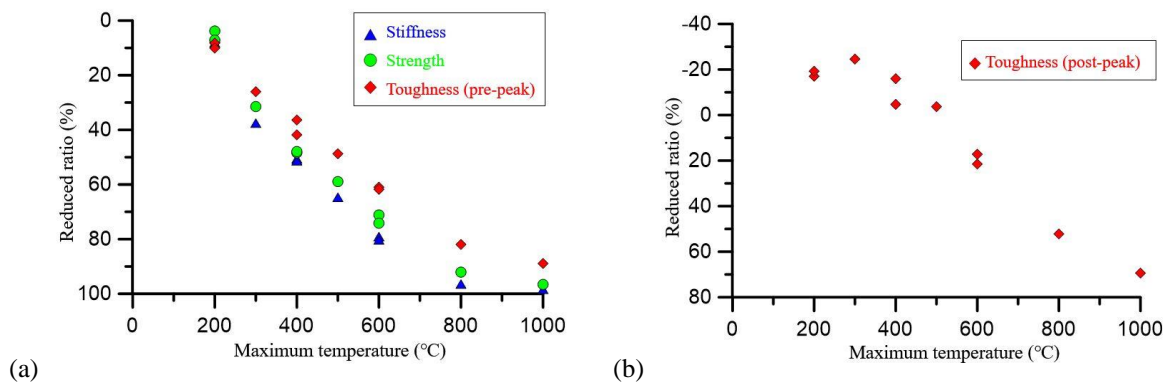 0
20
40
60
80
100
Reduced ratio (%)
0 200 400 600 800 1000
Maximum temperature (°C)
Stiffness
Strength
Toughness (pre-peak)
(a)
-40
-20
0
20
40
60
80
Reduced ratio (%)
0 200 400 600 800 1000
Maximum temperature (°C)
Toughness (post-peak)
(b)